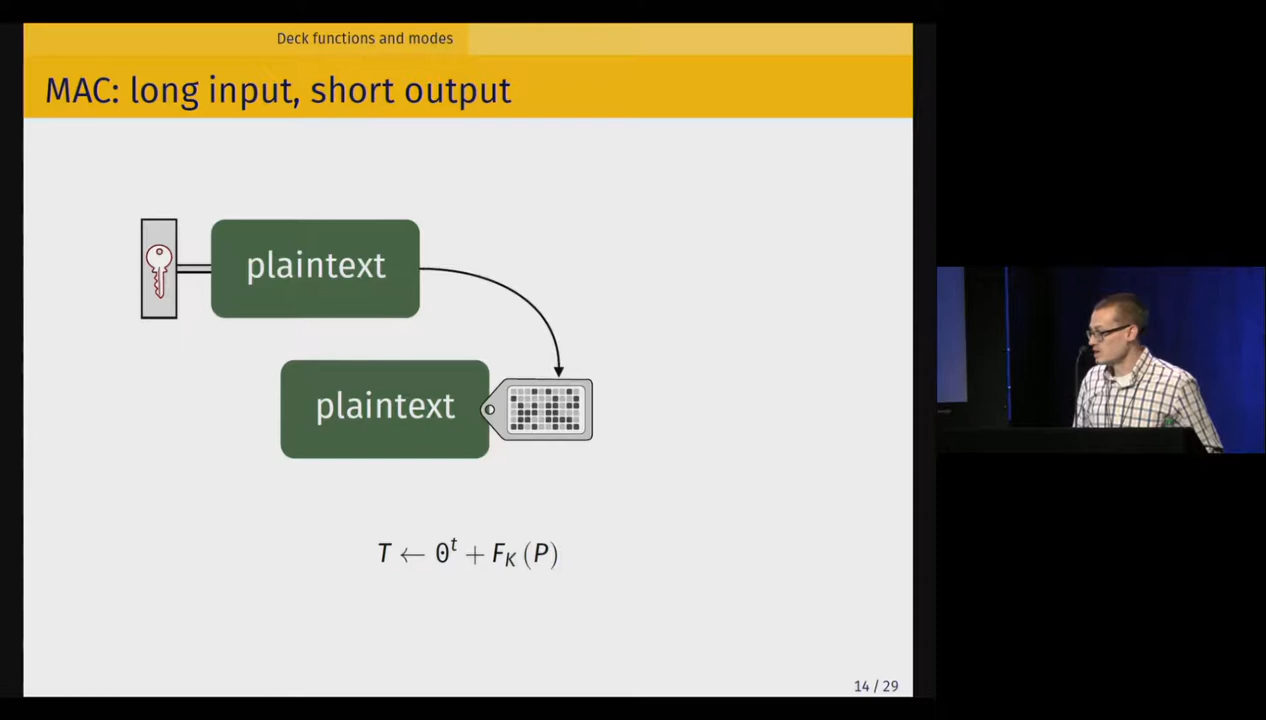 Deck functions and modes
MAC: long input, short output
plaintext
plaintext
T ← 0^t + F_K (P)
14 / 29